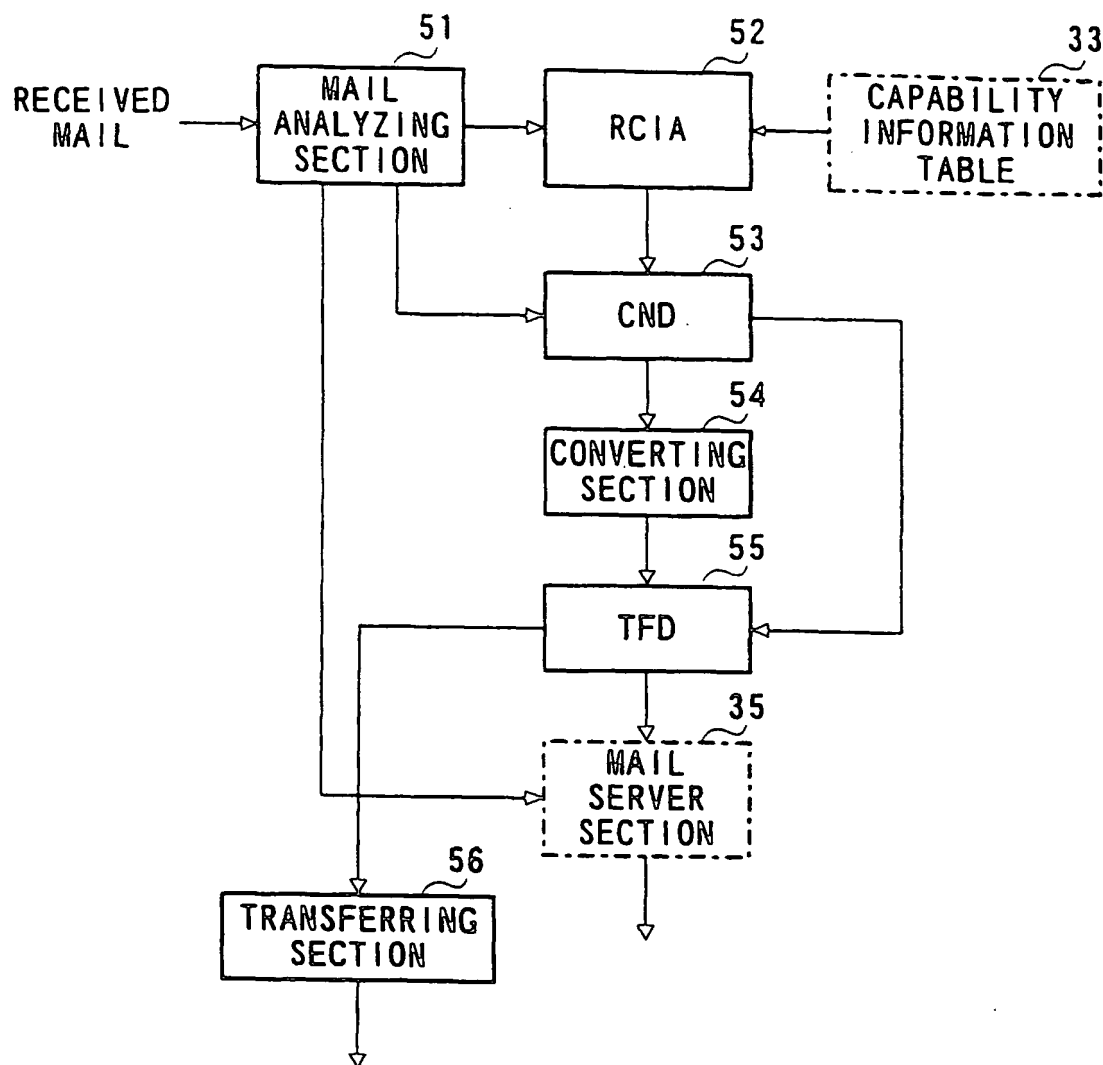 51
52
33
RECEIVED
MAIL
MAIL
ANALYZING
SECTION
RCIA
CAPABILITY
INFORMATION
TABLE
53
CND
54
CONVERTING
SECTION
55
TFD
35
MAIL
SERVER
SECTION
56
TRANSFERRING
SECTION